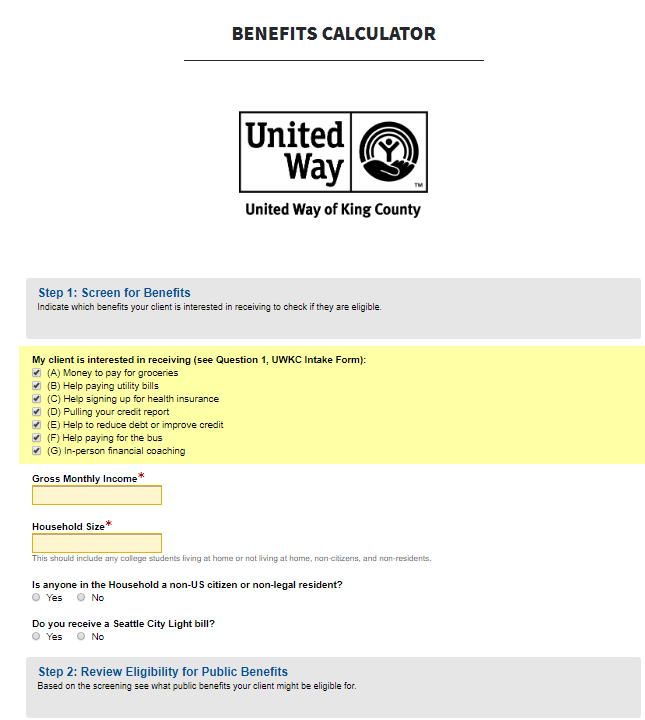 BENEFITS CALCULATOR
United
Way
TM
United Way of King County
Step 1: Screen for Benefits
Indicate which benefits your client is interested in receiving to check if they are eligible.
My client is interested in receiving (see Question 1, UWKC Intake Form):
(A) Money to pay for groceries
(B) Help paying utility bills
(C) Help signing up for health insurance
(D) Pulling your credit report
(E) Help to reduce debt or improve credit
(F) Help paying for the bus
(G) In-person financial coaching
Gross Monthly Income*
Household Size*
This should include any college students living at home or not living at home, non-citizens, and non-residents.
Is anyone in the Household a non-US citizen or non-legal resident?
Yes No
Do you receive a Seattle City Light bill?
Yes No
Step 2: Review Eligibility for Public Benefits
Based on the screening see what public benefits your client might be eligible for.